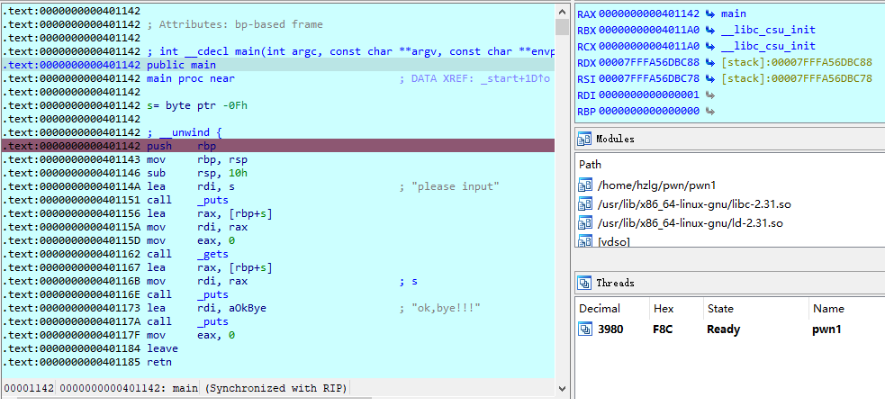 .text:0000000000401142
.text:0000000000401142 ; Attributes: bp-based frame
.text:0000000000401142
.text:0000000000401142 ; int __cdecl main(int argc, const char **argv, const char **envp
.text:0000000000401142 public main
.text:0000000000401142 main proc near ; DATA XREF: _start+1D↑o
.text:0000000000401142
.text:0000000000401142 s= byte ptr -0Fh
.text:0000000000401142
.text:0000000000401142 ; __unwind {
.text:0000000000401142 push rbp
.text:0000000000401143 mov rbp, rsp
.text:0000000000401146 sub rsp, 10h
.text:000000000040114A lea rdi, s ; "please input"
.text:0000000000401151 call _puts
.text:0000000000401156 lea rax, [rbp+s]
.text:000000000040115A mov rdi, rax
.text:000000000040115D mov eax, 0
.text:0000000000401162 call _gets
.text:0000000000401167 lea rax, [rbp+s]
.text:000000000040116B mov rdi, rax ; s
.text:000000000040116E call _puts
.text:0000000000401173 lea rdi, aOkBye ; "ok,bye!!!"
.text:000000000040117A call _puts
.text:000000000040117F mov eax, 0
.text:0000000000401184 leave
.text:0000000000401185 retn
00001142 0000000000401142: main (Synchronized with RIP)
RAX 0000000000401142 main
RBX 00000000004011A0 __libc_csu_init
RCX 00000000004011A0 __libc_csu_init
RDX 00007FFFA56DBC88 [stack]:00007FFFA56DBC88
RSI 00007FFFA56DBC78 [stack]:00007FFFA56DBC78
RDI 0000000000000001
RBP 0000000000000000
Modules
Path
/home/hzlg/pwn/pwn1
/usr/lib/x86_64-linux-gnu/libc-2.31.so
/usr/lib/x86_64-linux-gnu/ld-2.31.so
[vdso]
Threads
Decimal Hex State Name
3980 F8C Ready pwn1